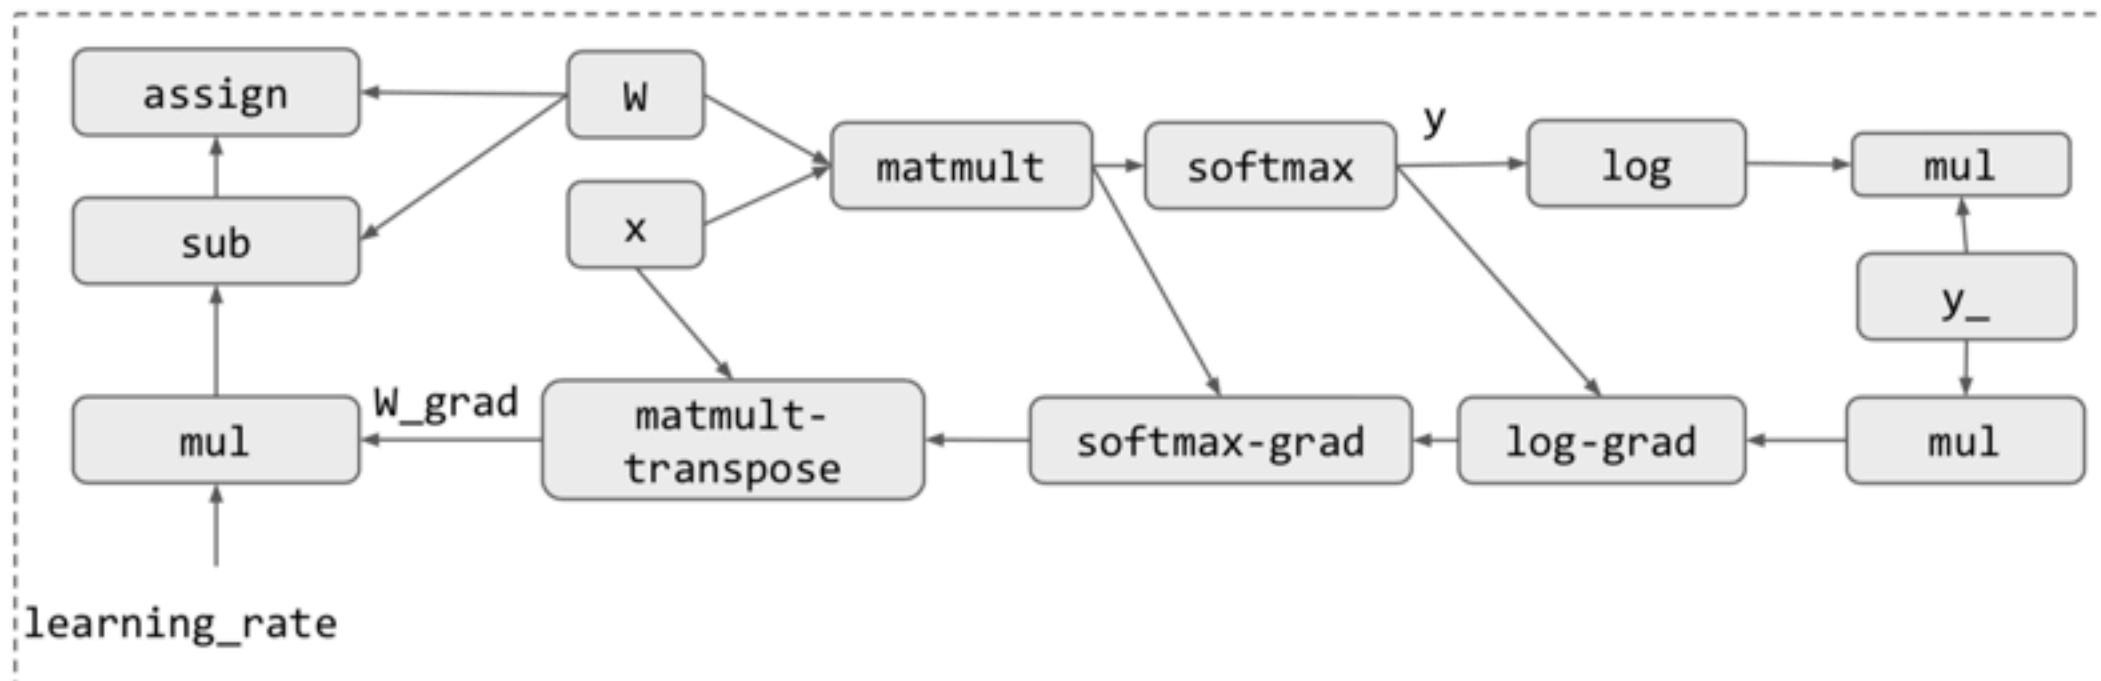 assign
W
y
matmult
softmax
log
mul
x
sub
y_
W_grad
mul
matmult-
transpose
softmax-grad
log-grad
mul
learning_rate